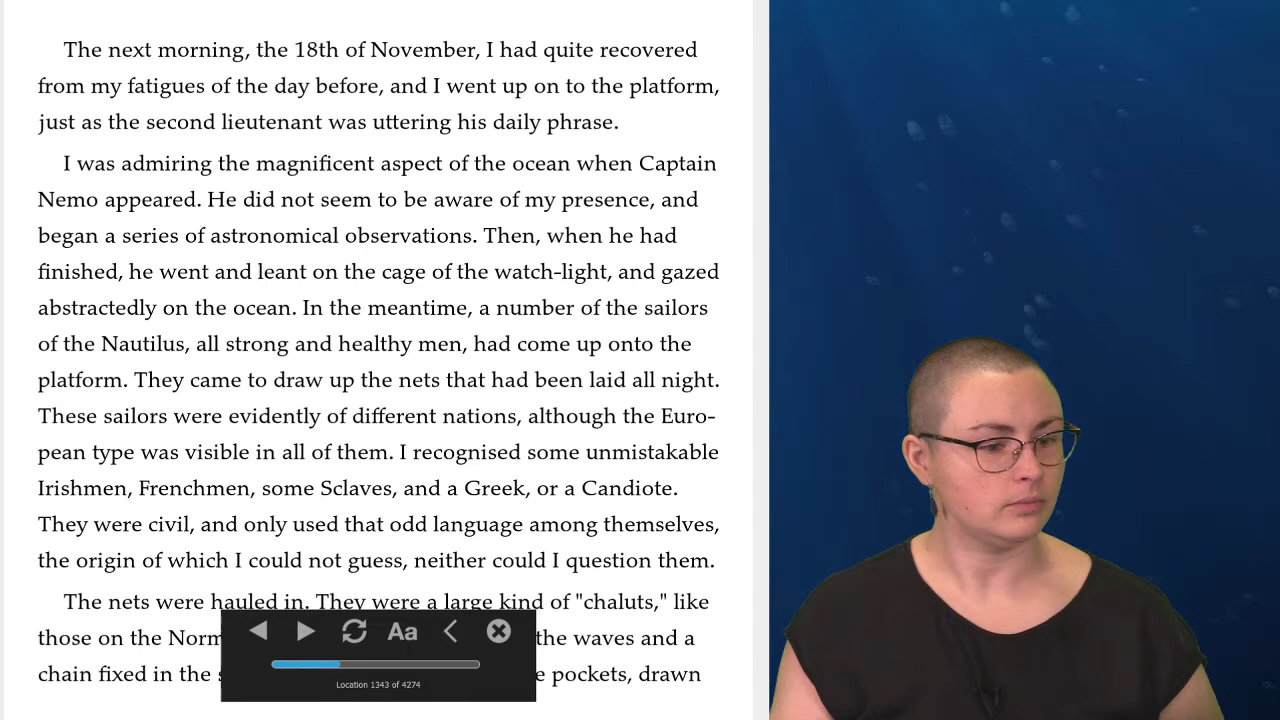 The next morning, the 18th of November, I had quite recovered
from my fatigues of the day before, and I went up on to the platform,
just as the second lieutenant was uttering his daily phrase.
I was admiring the magnificent aspect of the ocean when Captain
Nemo appeared. He did not seem to be aware of my presence, and
began a series of astronomical observations. Then, when he had
finished, he went and leant on the cage of the watch-light, and gazed
abstractedly on the ocean. In the meantime, a number of the sailors
of the Nautilus, all strong and healthy men, had come up onto the
platform. They came to draw up the nets that had been laid all night.
These sailors were evidently of different nations, although the Euro-
pean type was visible in all of them. I recognised some unmistakable
Irishmen, Frenchmen, some Sclaves, and a Greek, or a Candiote.
They were civil, and only used that odd language among themselves,
the origin of which I could not guess, neither could I question them.
The nets were hauled in. They were a large kind of "chaluts," like
those on the Norm the waves and a
chain fixed in the pockets, drawn
Aa
Location 1343 of 4274